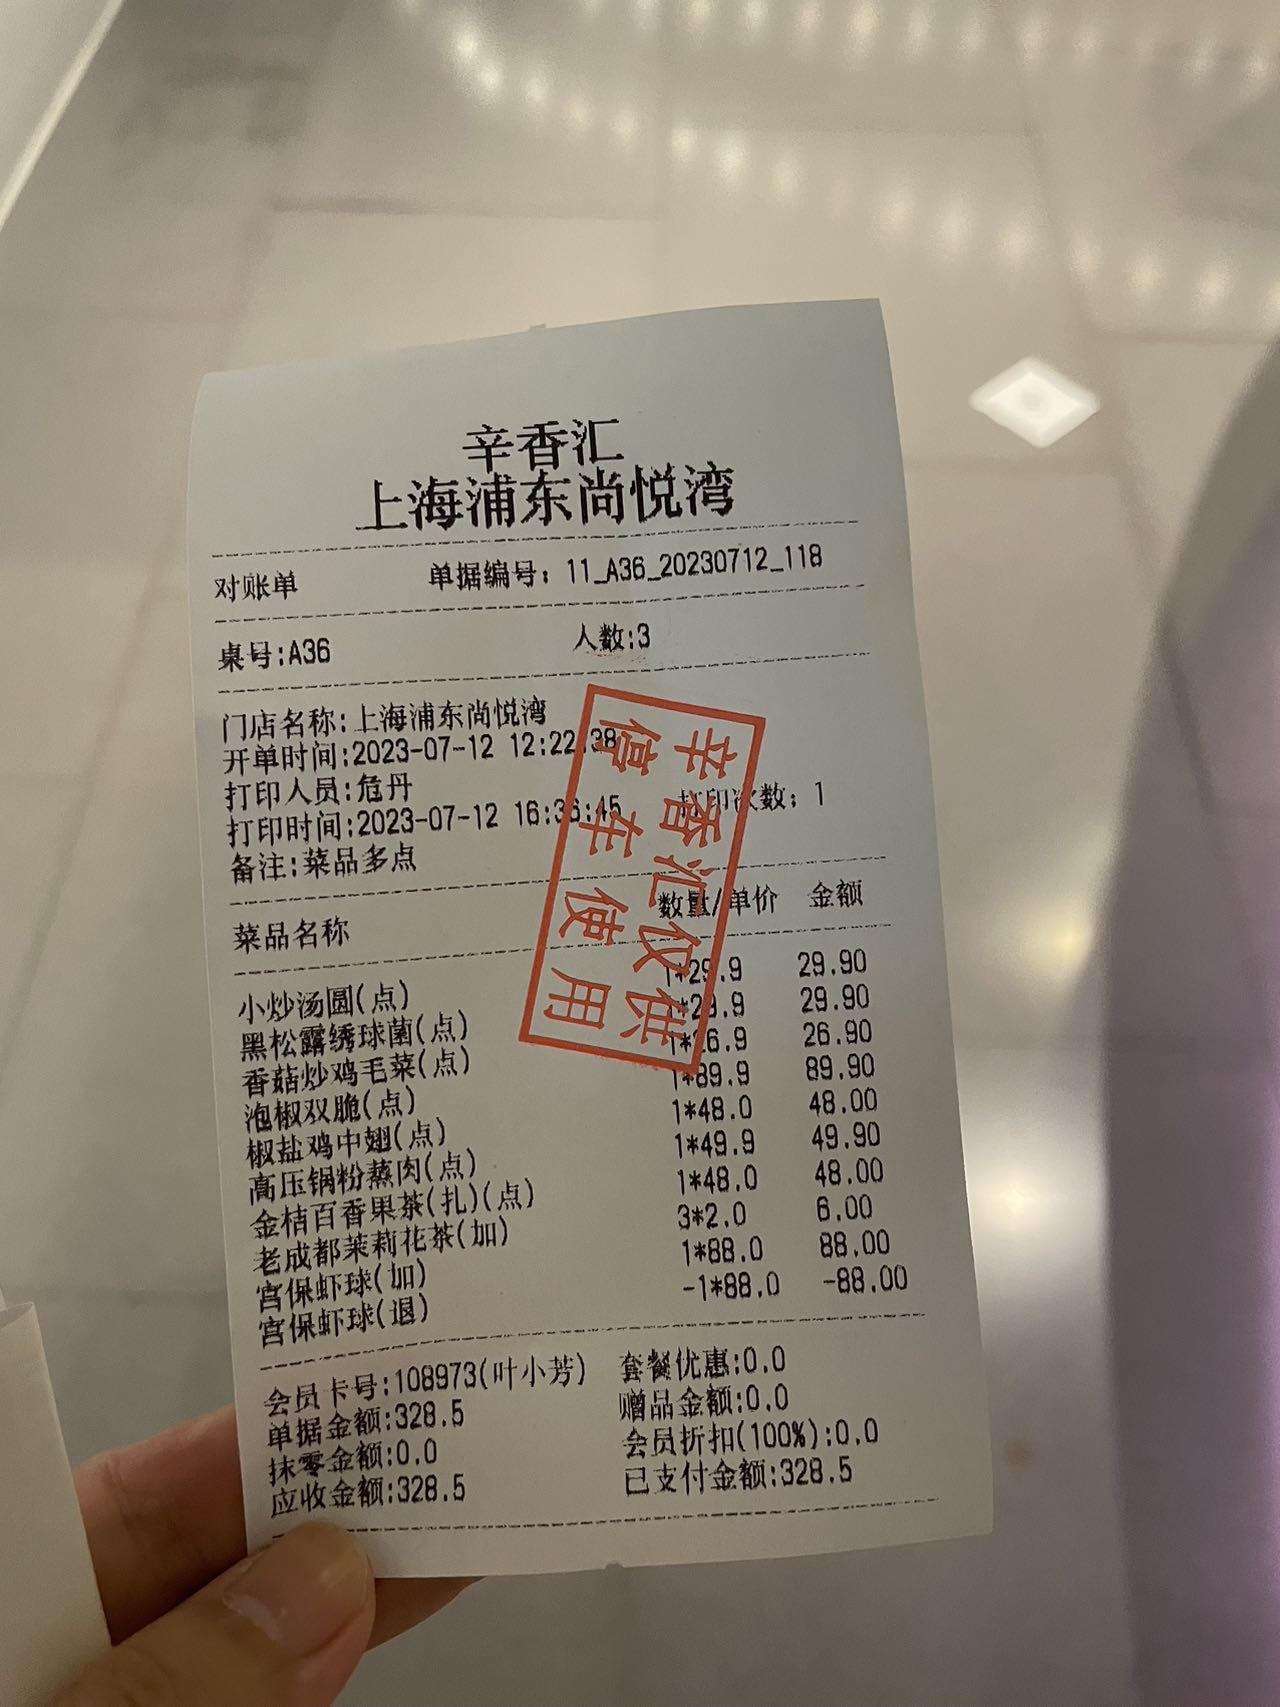 辛香汇
上海浦东尚悦湾
对账单 单据编号：11_A36_20230712_118
桌号:A36 人数:3
门店名称:上海浦东尚悦湾
开单时间:2023-07-12 12:22:38
打印人员:危丹
打印时间:2023-07-12 16:36:45 打印次数：1
备注:菜品多点
辛香汇仅供
停车使用
菜品名称 数量/单价 金额
小炒汤圆(点) 1*29.9 29.90
黑松露绣球菌(点) 1*29.9 29.90
香菇炒鸡毛菜(点) 1*26.9 26.90
泡椒双脆(点) 1*89.9 89.90
椒盐鸡中翅(点) 1*48.0 48.00
高压锅粉蒸肉(点) 1*49.9 49.90
金桔百香果茶(扎)(点) 1*48.0 48.00
老成都茉莉花茶(加) 3*2.0 6.00
宫保虾球(加) 1*88.0 88.00
宫保虾球(退) -1*88.0 -88.00
会员卡号:108973(叶小芳) 套餐优惠:0.0
单据金额:328.5 赠品金额:0.0
抹零金额:0.0 会员折扣(100%):0.0
应收金额:328.5 已支付金额:328.5